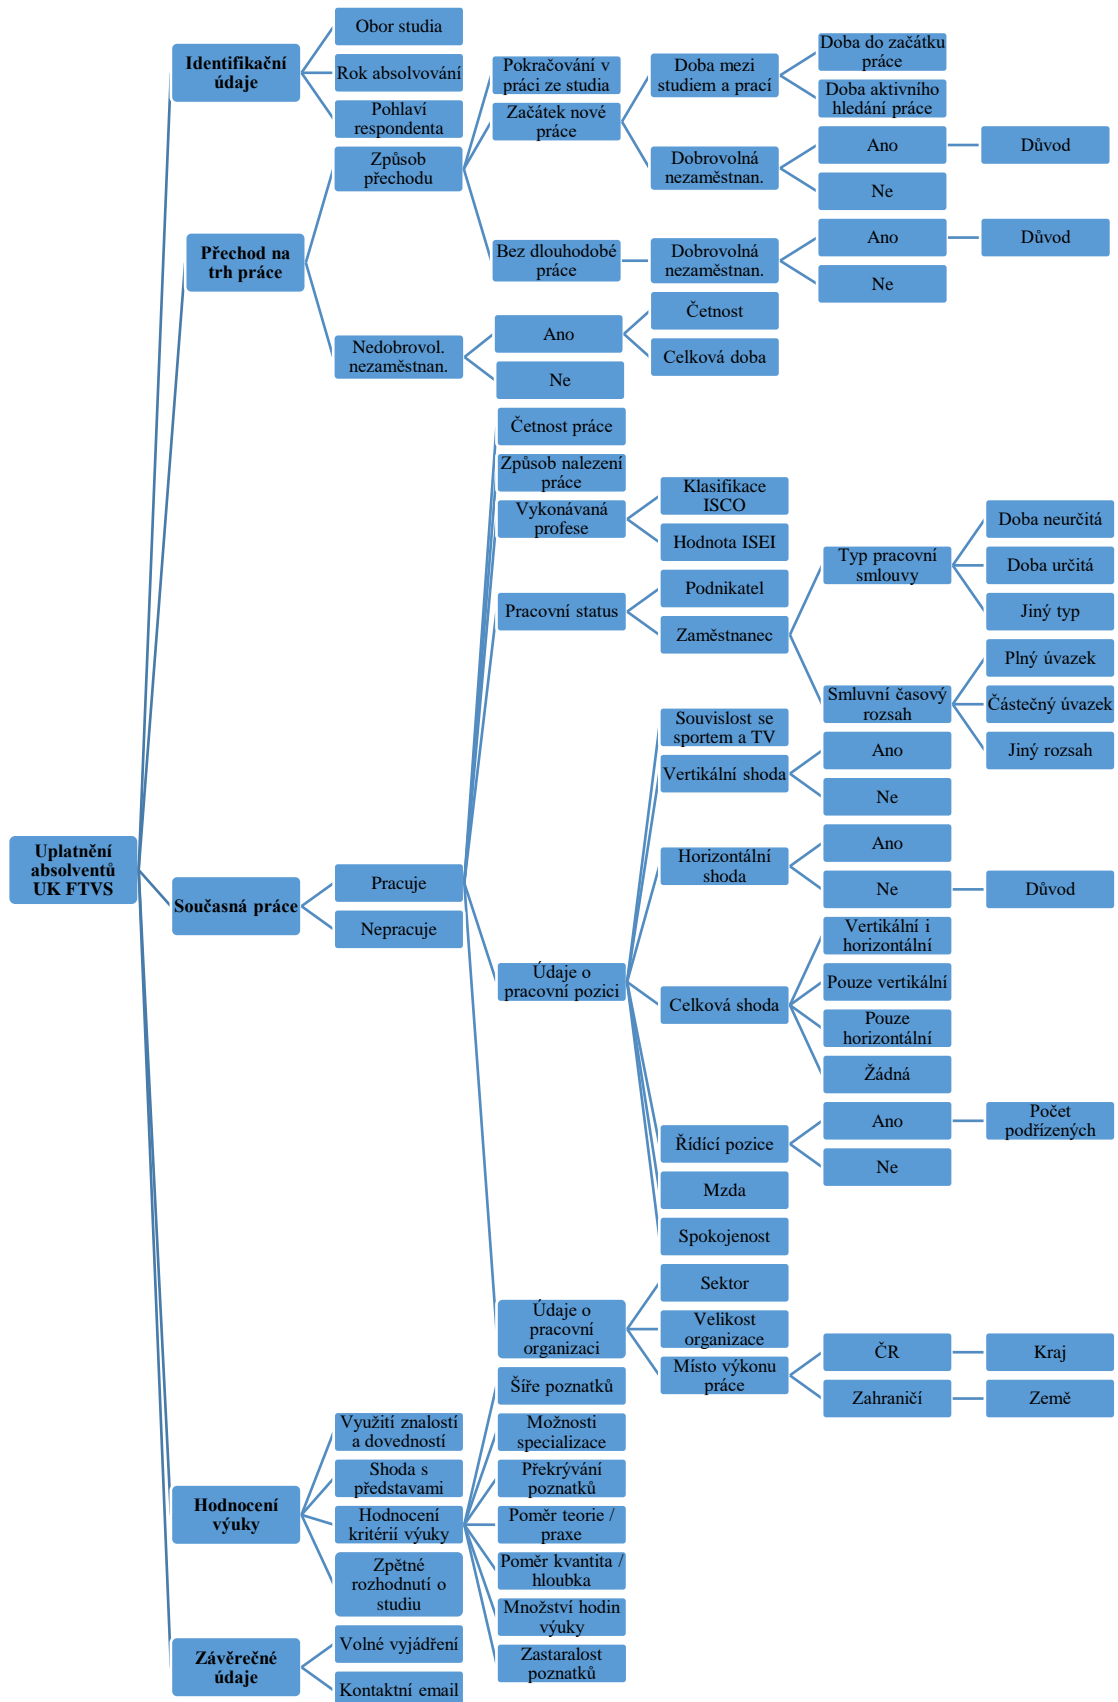 Uplatnění
absolventů
UK FTVS
Identifikační
údaje
Obor studia
Rok absolvování
Pohlaví
respondenta
Přechod na
trh práce
Způsob
přechodu
Pokračování v
práci ze studia
Začátek nové
práce
Doba mezi
studiem a prací
Doba do začátku
práce
Doba aktivního
hledání práce
Dobrovolná
nezaměstnan.
Ano
Důvod
Ne
Bez dlouhodobé
práce
Dobrovolná
nezaměstnan.
Ano
Důvod
Ne
Nedobrovol.
nezaměstnan.
Ano
Četnost
Celková doba
Ne
Současná práce
Pracuje
Četnost práce
Způsob nalezení
práce
Vykonávaná
profese
Klasifikace
ISCO
Hodnota ISEI
Pracovní status
Podnikatel
Zaměstnanec
Typ pracovní
smlouvy
Doba neurčitá
Doba určitá
Jiný typ
Smluvní časový
rozsah
Plný úvazek
Částečný úvazek
Jiný rozsah
Údaje o
pracovní pozici
Souvislost se
sportem a TV
Vertikální shoda
Ano
Ne
Horizontální
shoda
Ano
Ne
Důvod
Celková shoda
Vertikální i
horizontální
Pouze vertikální
Pouze
horizontální
Žádná
Řídící pozice
Ano
Počet
podřízených
Ne
Mzda
Spokojenost
Údaje o
pracovní
organizaci
Sektor
Velikost
organizace
Místo výkonu
práce
ČR
Kraj
Zahraničí
Země
Nepracuje
Hodnocení
výuky
Využití znalostí
a dovedností
Shoda s
představami
Hodnocení
kritérií výuky
Šíře poznatků
Možnosti
specializace
Překrývání
poznatků
Poměr teorie /
praxe
Poměr kvantita /
hloubka
Množství hodin
výuky
Zastaralost
poznatků
Zpětné
rozhodnutí o
studiu
Závěrečné
údaje
Volné vyjádření
Kontaktní email